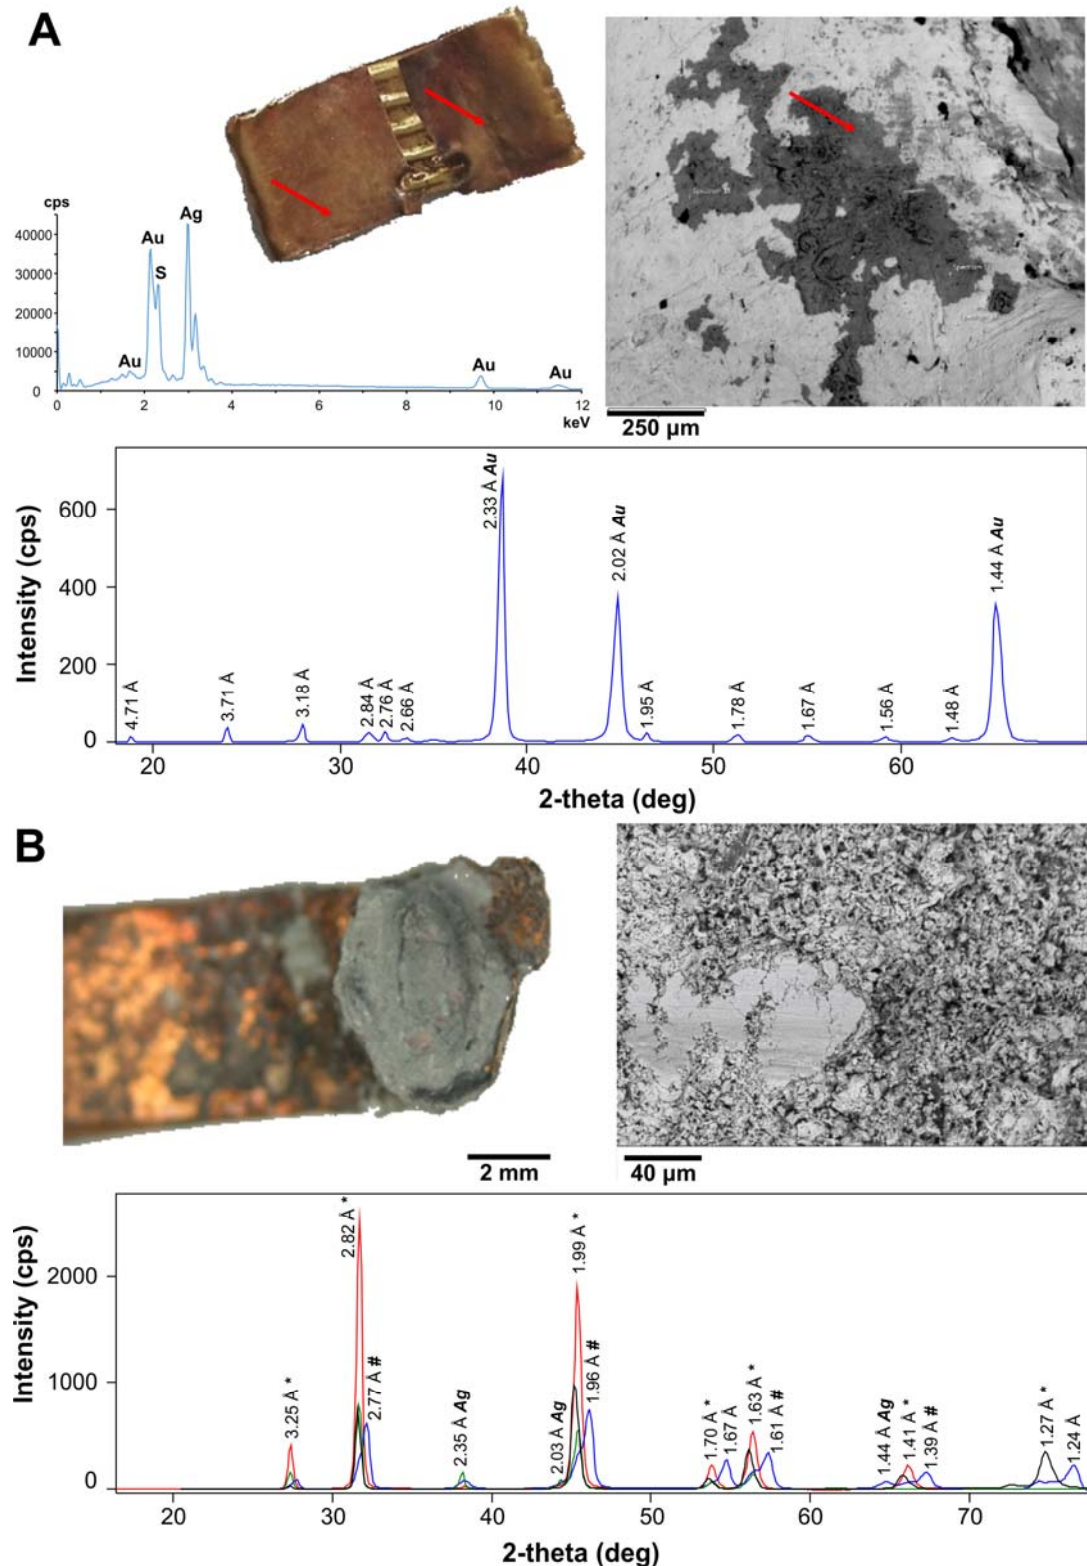 A
cps
40000
30000
20000
10000
0
Au
Au
S
Ag
Au
Au
0
2
4
6
8
10
12
keV
250 µm
Intensity (cps)
600
400
200
0
4.71 Å
3.71 Å
3.18 Å
2.84 Å
2.76 Å
2.66 Å
2.33 Å Au
2.02 Å Au
1.95 Å
1.78 Å
1.67 Å
1.56 Å
1.48 Å
1.44 Å Au
20
30
40
50
60
2-theta (deg)
B
2 mm
40 µm
Intensity (cps)
2000
1000
0
3.25 Å *
2.82 Å *
2.77 Å #
2.35 Å Ag
2.03 Å Ag
1.99 Å *
1.96 Å #
1.70 Å *
1.67 Å
1.63 Å *
1.61 Å #
1.44 Å Ag
1.41 Å *
1.39 Å #
1.27 Å *
1.24 Å
20
30
40
50
60
70
2-theta (deg)